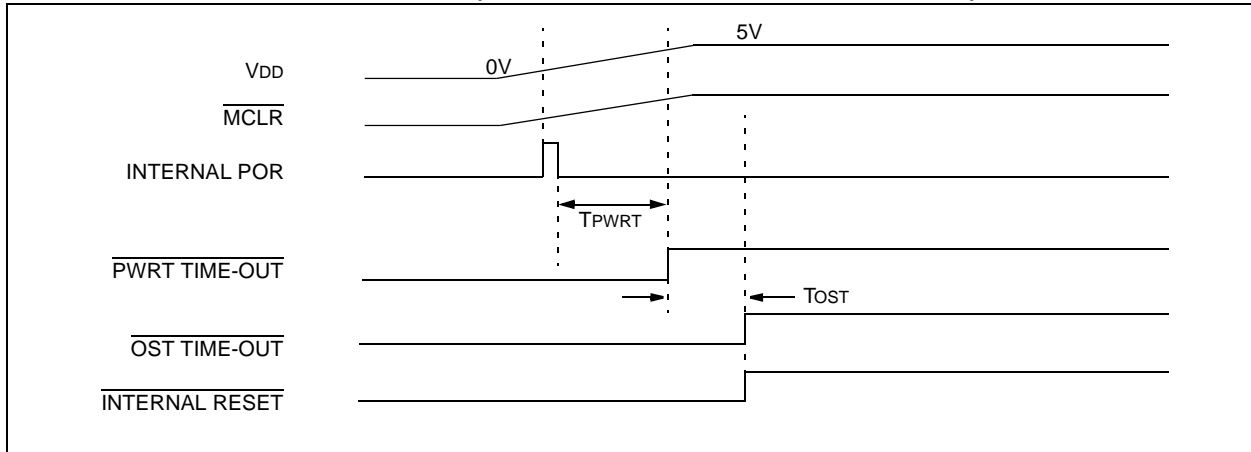 5V
VDD
0V
MCLR
INTERNAL POR
TPWRT
PWRT TIME-OUT
TOST
OST TIME-OUT
INTERNAL RESET